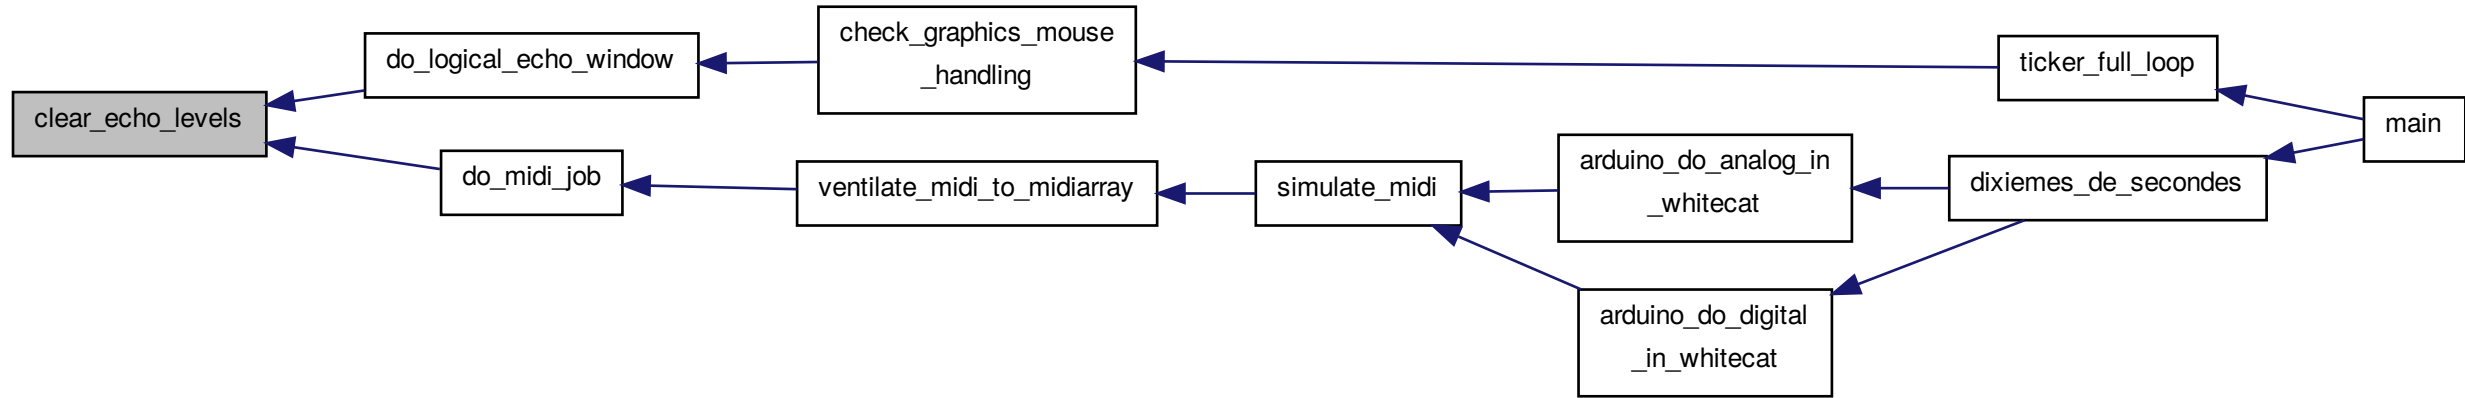 clear_echo_levels
do_logical_echo_window
check_graphics_mouse
_handling
ticker_full_loop
main
do_midi_job
ventilate_midi_to_midiarray
simulate_midi
arduino_do_analog_in
_whitecat
dixiemes_de_secondes
arduino_do_digital
_in_whitecat